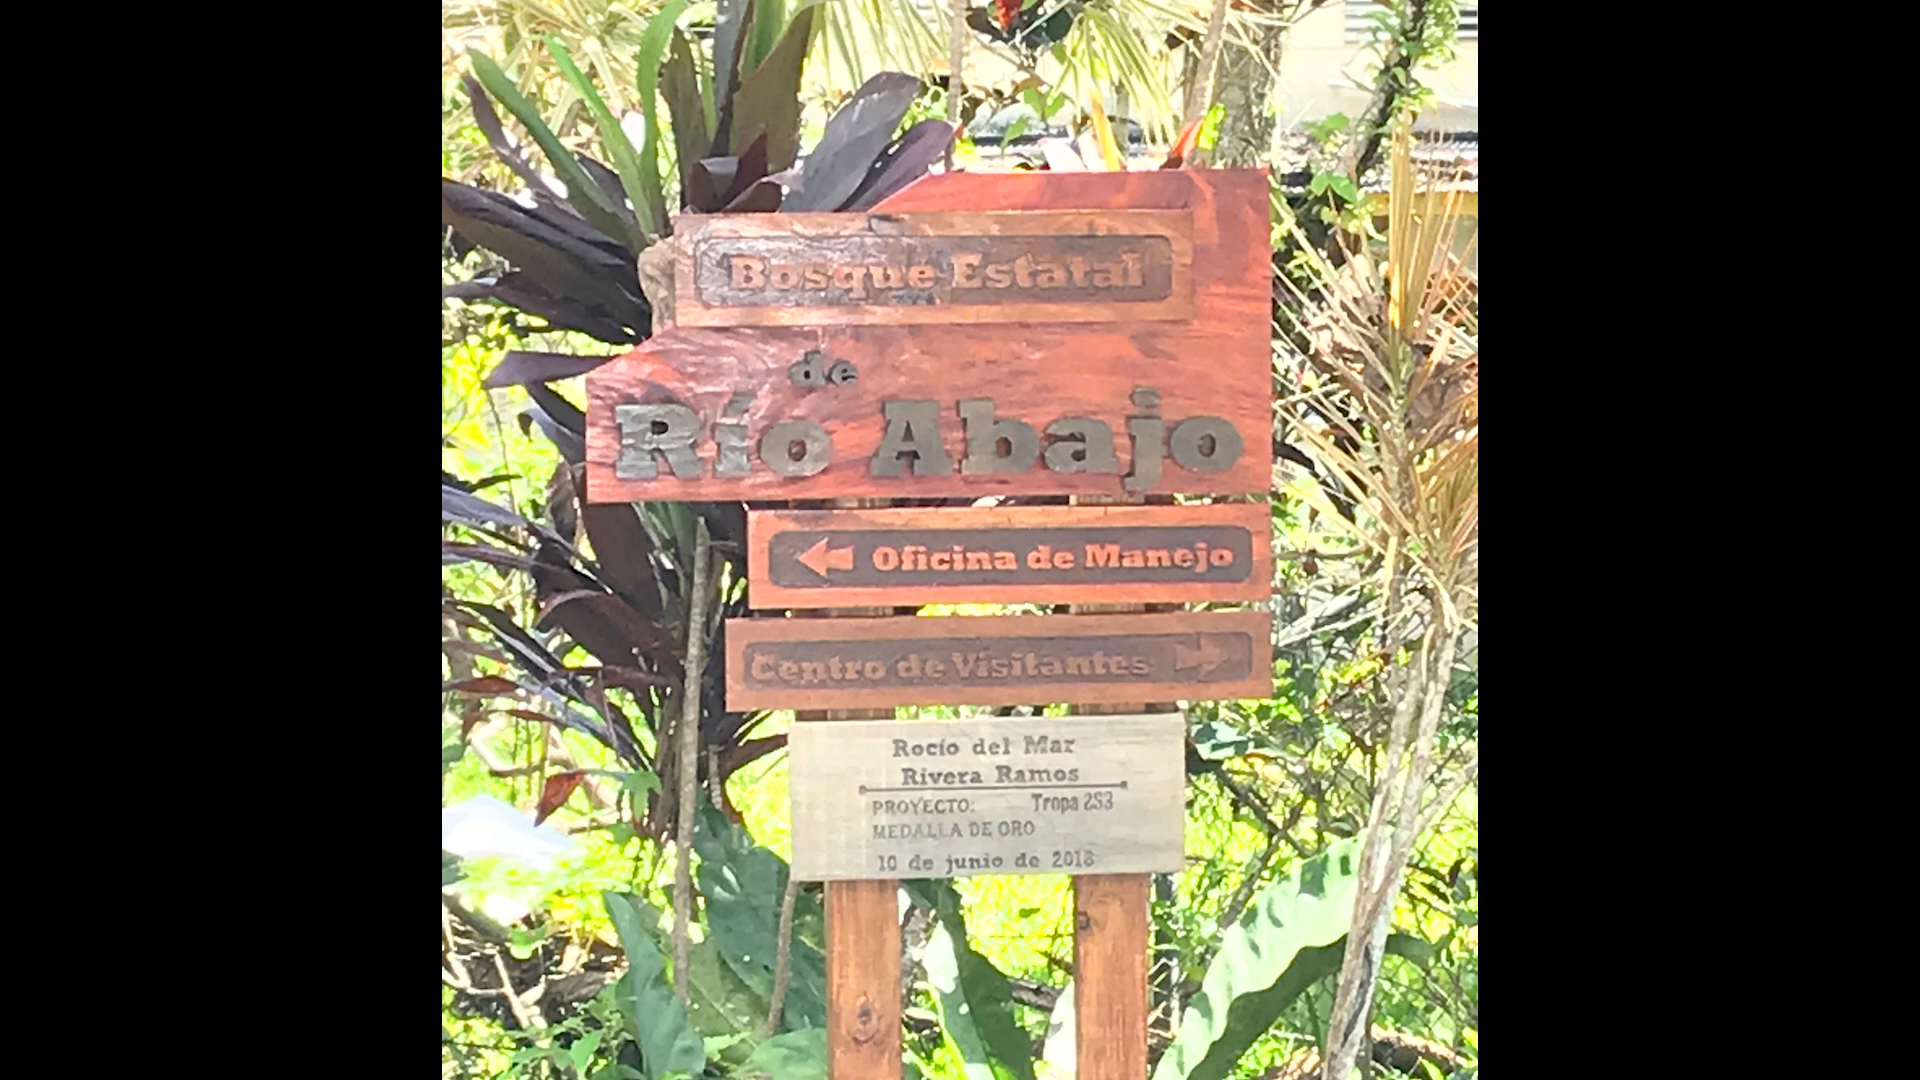 Bosque Estatal
de
Río Abajo
Oficina de Manejo
Centro de Visitantes
Rocío del Mar
Rivera Ramos
PROYECTO: Tropa 2S3
MEDALLA DE ORO
10 de junio de 2018